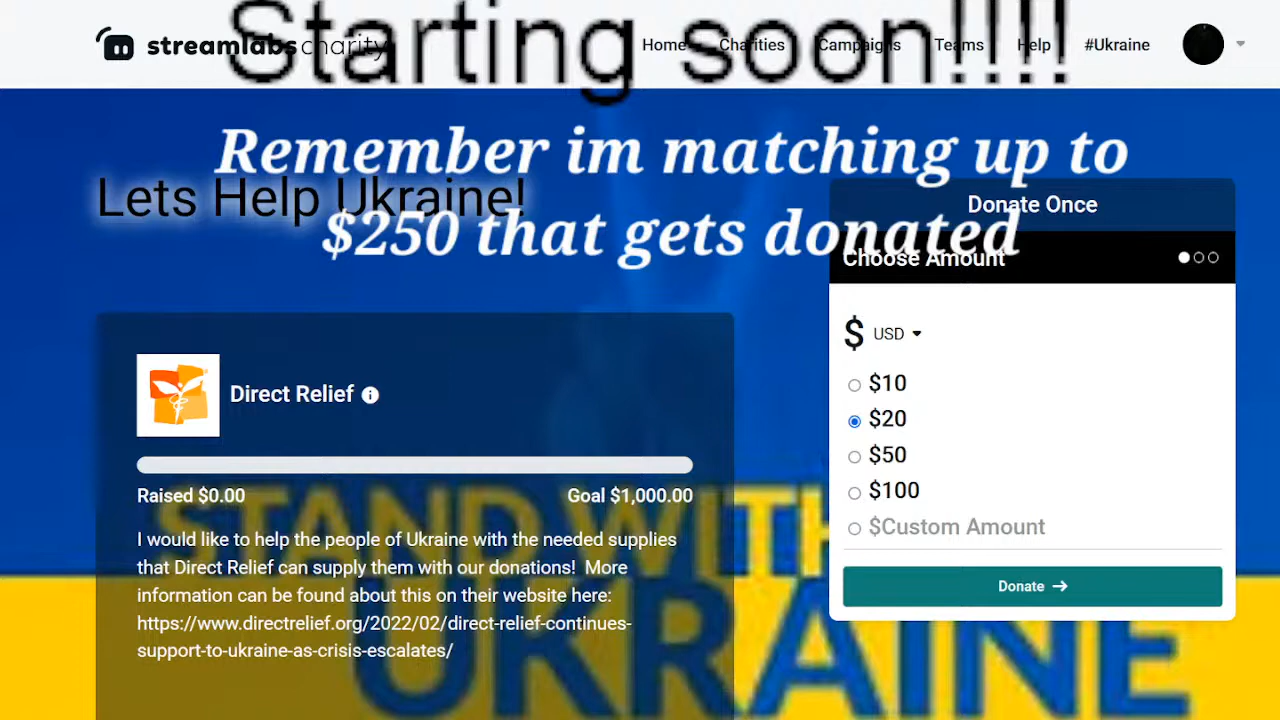 Starting soon!!!!
streamlabs charity
Home
Charities
Campaigns
Teams
Help
#Ukraine
Remember im matching up to
$250 that gets donated
Lets Help Ukraine!
Donate Once
Choose Amount
$ USD
$10
$20
$50
$100
$Custom Amount
Donate
Direct Relief
Raised $0.00
Goal $1,000.00
I would like to help the people of Ukraine with the needed supplies
that Direct Relief can supply them with our donations!  More
information can be found about this on their website here:
https://www.directrelief.org/2022/02/direct-relief-continues-
support-to-ukraine-as-crisis-escalates/
STAND WITH
UKRAINE